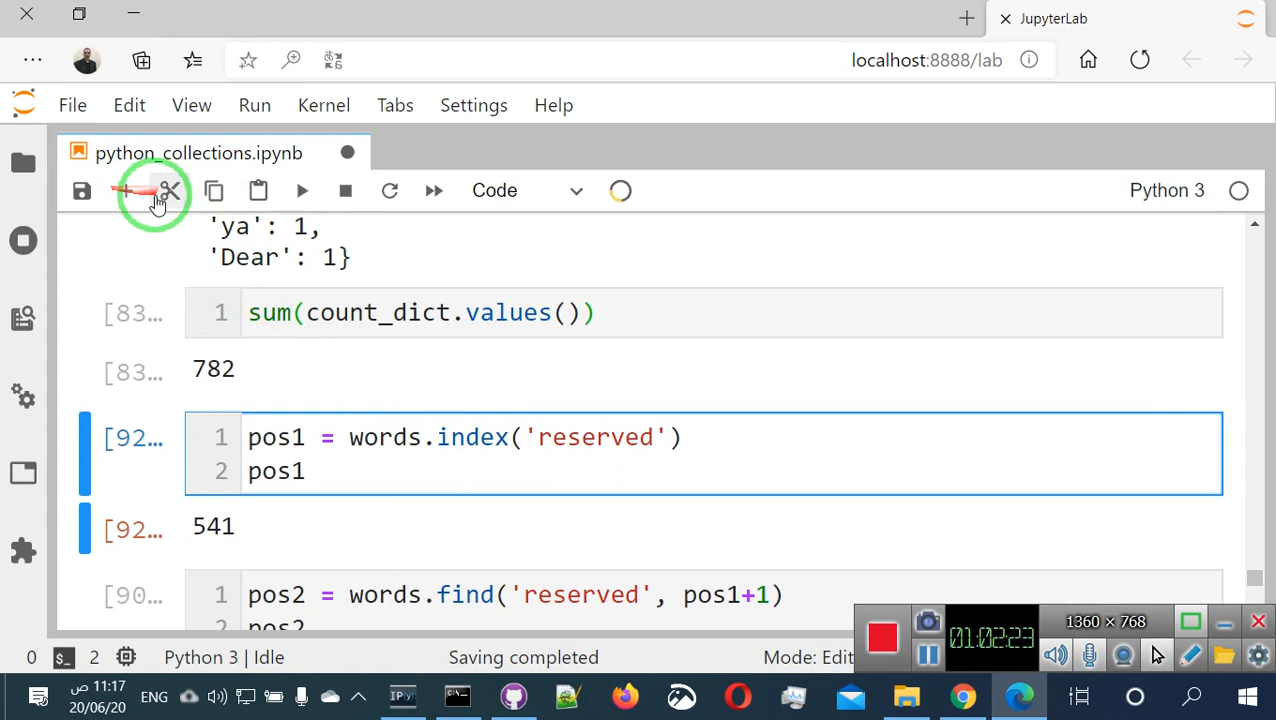 JupyterLab
localhost:8888/lab
File Edit View Run Kernel Tabs Settings Help
python_collections.ipynb
Code
Python 3
'ya': 1,
'Dear': 1}
[83...
1 sum(count_dict.values())
[83...
782
[92...
1 pos1 = words.index('reserved')
2 pos1
[92...
541
[90...
1 pos2 = words.find('reserved', pos1+1)
2 pos2
1360 × 768
01:02:23
0 2 Python 3 | Idle Saving completed Mode: Edi
11:17 ص
20/06/20
ENG
IPy